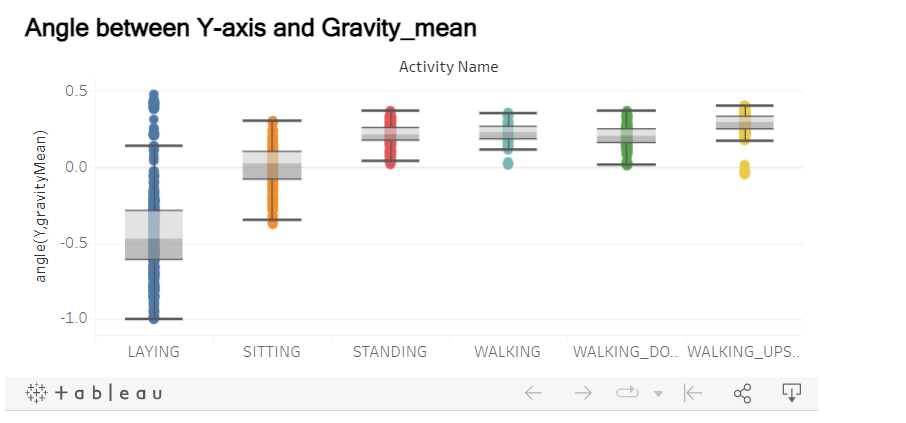 Angle between Y-axis and Gravity_mean
Activity Name
angle(Y,gravityMean)
0.5
0.0
-0.5
-1.0
LAYING SITTING STANDING WALKING WALKING_DO.. WALKING_UPS..
+ a b | e a u